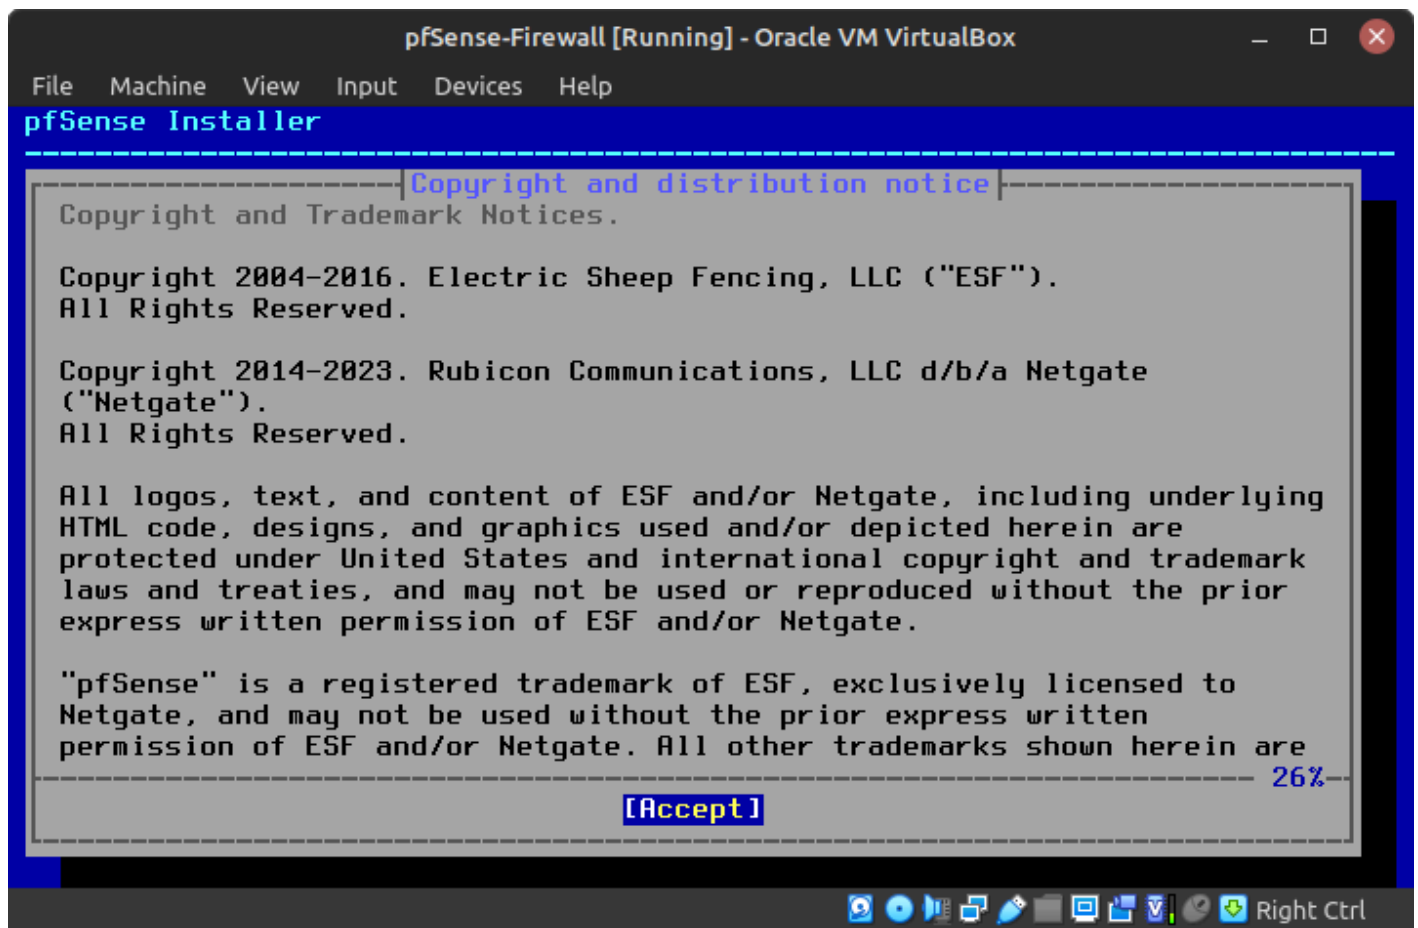 pfSense-Firewall [Running] - Oracle VM VirtualBox
File Machine View Input Devices Help
pfSense Installer
Copyright and distribution notice
Copyright and Trademark Notices.
Copyright 2004-2016. Electric Sheep Fencing, LLC ("ESF").
All Rights Reserved.
Copyright 2014-2023. Rubicon Communications, LLC d/b/a Netgate
("Netgate").
All Rights Reserved.
All logos, text, and content of ESF and/or Netgate, including underlying
HTML code, designs, and graphics used and/or depicted herein are
protected under United States and international copyright and trademark
laws and treaties, and may not be used or reproduced without the prior
express written permission of ESF and/or Netgate.
"pfSense" is a registered trademark of ESF, exclusively licensed to
Netgate, and may not be used without the prior express written
permission of ESF and/or Netgate. All other trademarks shown herein are
26%
[Accept]
Right Ctrl